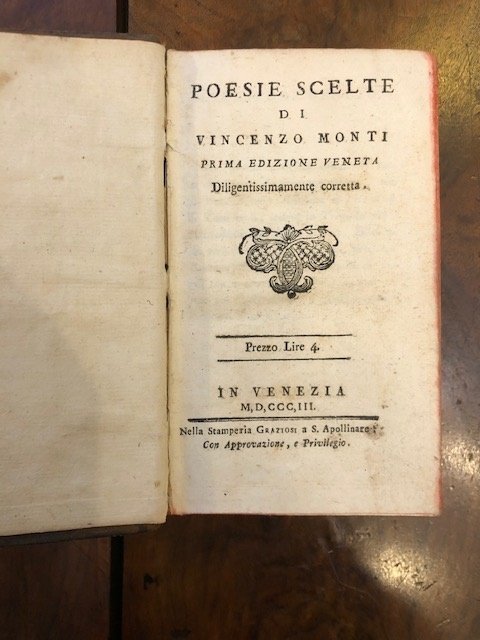 POESIE SCELTE
DI
VINCENZO MONTI
PRIMA EDIZIONE VENETA
Diligentissimamente corretta.
Prezzo Lire 4.
IN VENEZIA
M,D,CCC,III.
Nella Stamperia GRAZIOSI a S. Apollinare;
Con Approvazione, e Privilegio.